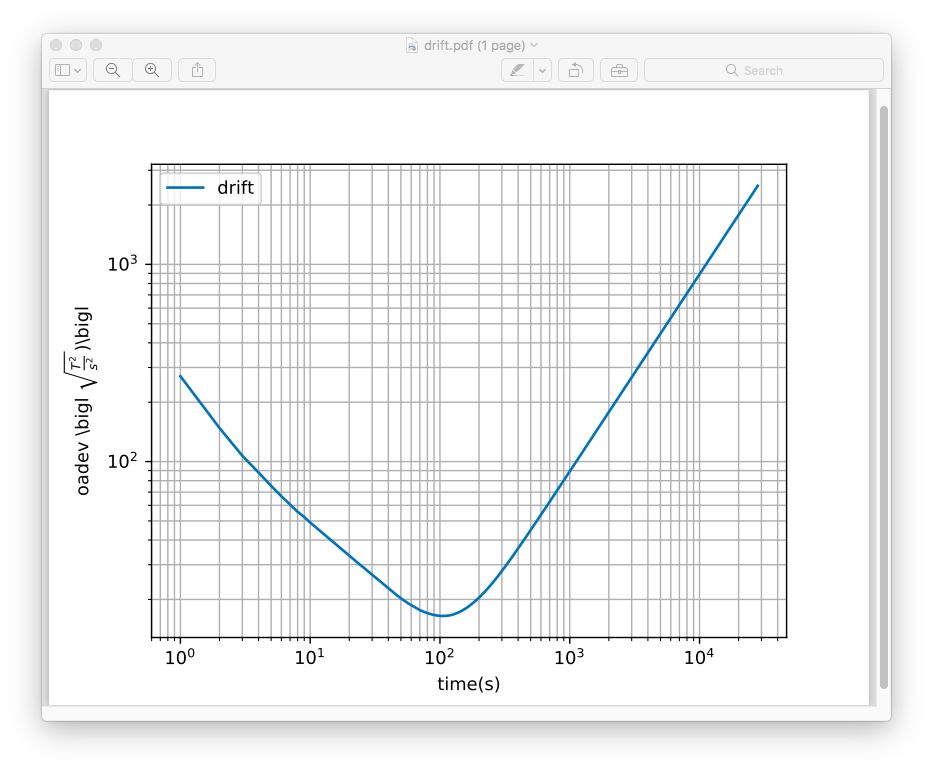 drift.pdf (1 page)
Search
drift
10³
10²
oadev \bigl √(T²/s²) )\bigl
10⁰ 10¹ 10² 10³ 10⁴
time(s)